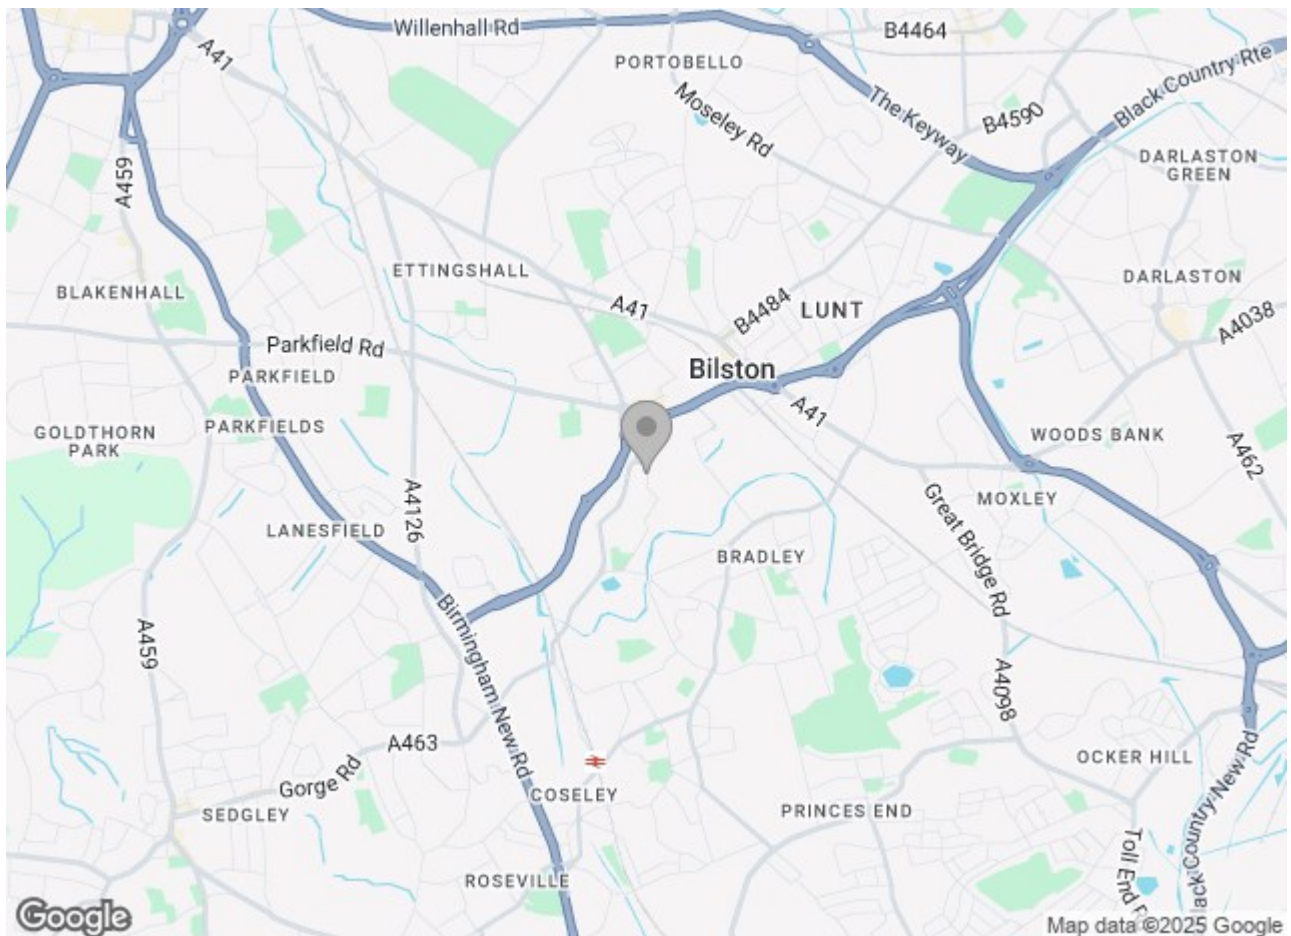 Willenhall Rd
B4464
A41
PORTOBELLO
Black Country Rte
Moseley Rd
The Keyway
B4590
DARLASTON
GREEN
A459
ETTINGSHALL
BLAKENHALL
A41
B4484
LUNT
DARLASTON
A4038
Parkfield Rd
PARKFIELD
Bilston
PARKFIELDS
GOLDTHORN
PARK
A41
WOODS BANK
A462
A4126
LANESFIELD
MOXLEY
Great Bridge Rd
BRADLEY
A459
Birmingham New Rd
A4098
A463
Gorge Rd
OCKER HILL
COSELEY
SEDGLEY
PRINCES END
Black Country New Rd
Toll End Rd
ROSEVILLE
Google
Map data ©2025 Google